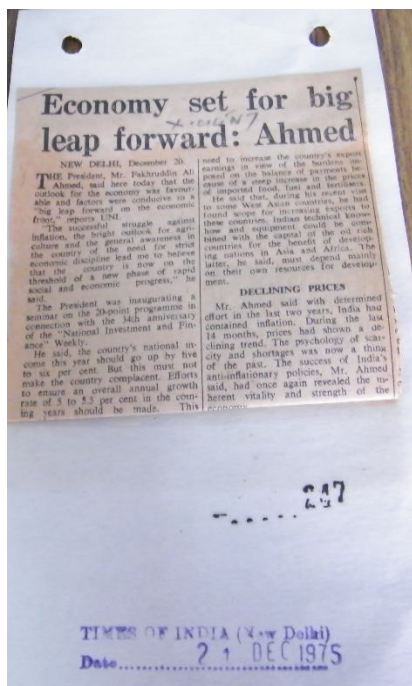 Economy set for big
leap forward: Ahmed
NEW DELHI, December 20.
THE President, Mr. Fakhruddin Ali
Ahmed, said here today that the
outlook for the economy was favour-
able and factors were conducive to a
"big leap forward on the economic
front," reports UNI.
"The successful struggle against
inflation, the bright outlook for agri-
culture and the general awareness in
the country of the need for strict
economic discipline lead me to believe
that the country is now on the
threshold of a new phase of rapid
social and economic progress," he
said.
The President was inaugurating a
seminar on the 20-point programme in
connection with the 34th anniversary
of the "National Investment and Fin-
ance" Weekly.
He said, the country's national in-
come this year should go up by five
to six per cent. But this must not
make the country complacent. Efforts
to ensure an overall annual growth
rate of 5 to 5.5 per cent in the com-
ing years should be made. This
need to increase the country's export
earnings in view of the burden im-
posed on the balance of payments be-
cause of a steep increase in the prices
of imported food, fuel and fertilisers.
He said that, during his recent visit
to some West Asian countries, he had
found scope for increasing exports to
these countries. Indian technical know-
how and equipment could be com-
bined with the capital of the oil rich
countries for the benefit of develop-
ing nations in Asia and Africa. The
latter, he said, must depend mainly
on their own resources for develop-
ment.
DECLINING PRICES
Mr. Ahmed said with determined
effort in the last two years, India had
contained inflation. During the last
14 months, prices had shown a de-
clining trend. The psychology of scar-
city and shortages was now a thing
of the past. The success of India's
anti-inflationary policies, Mr. Ahmed
said, had once again revealed the in-
herent vitality and strength of the
economy.
247
TIMES OF INDIA (New Delhi)
Date 21 DEC 1975